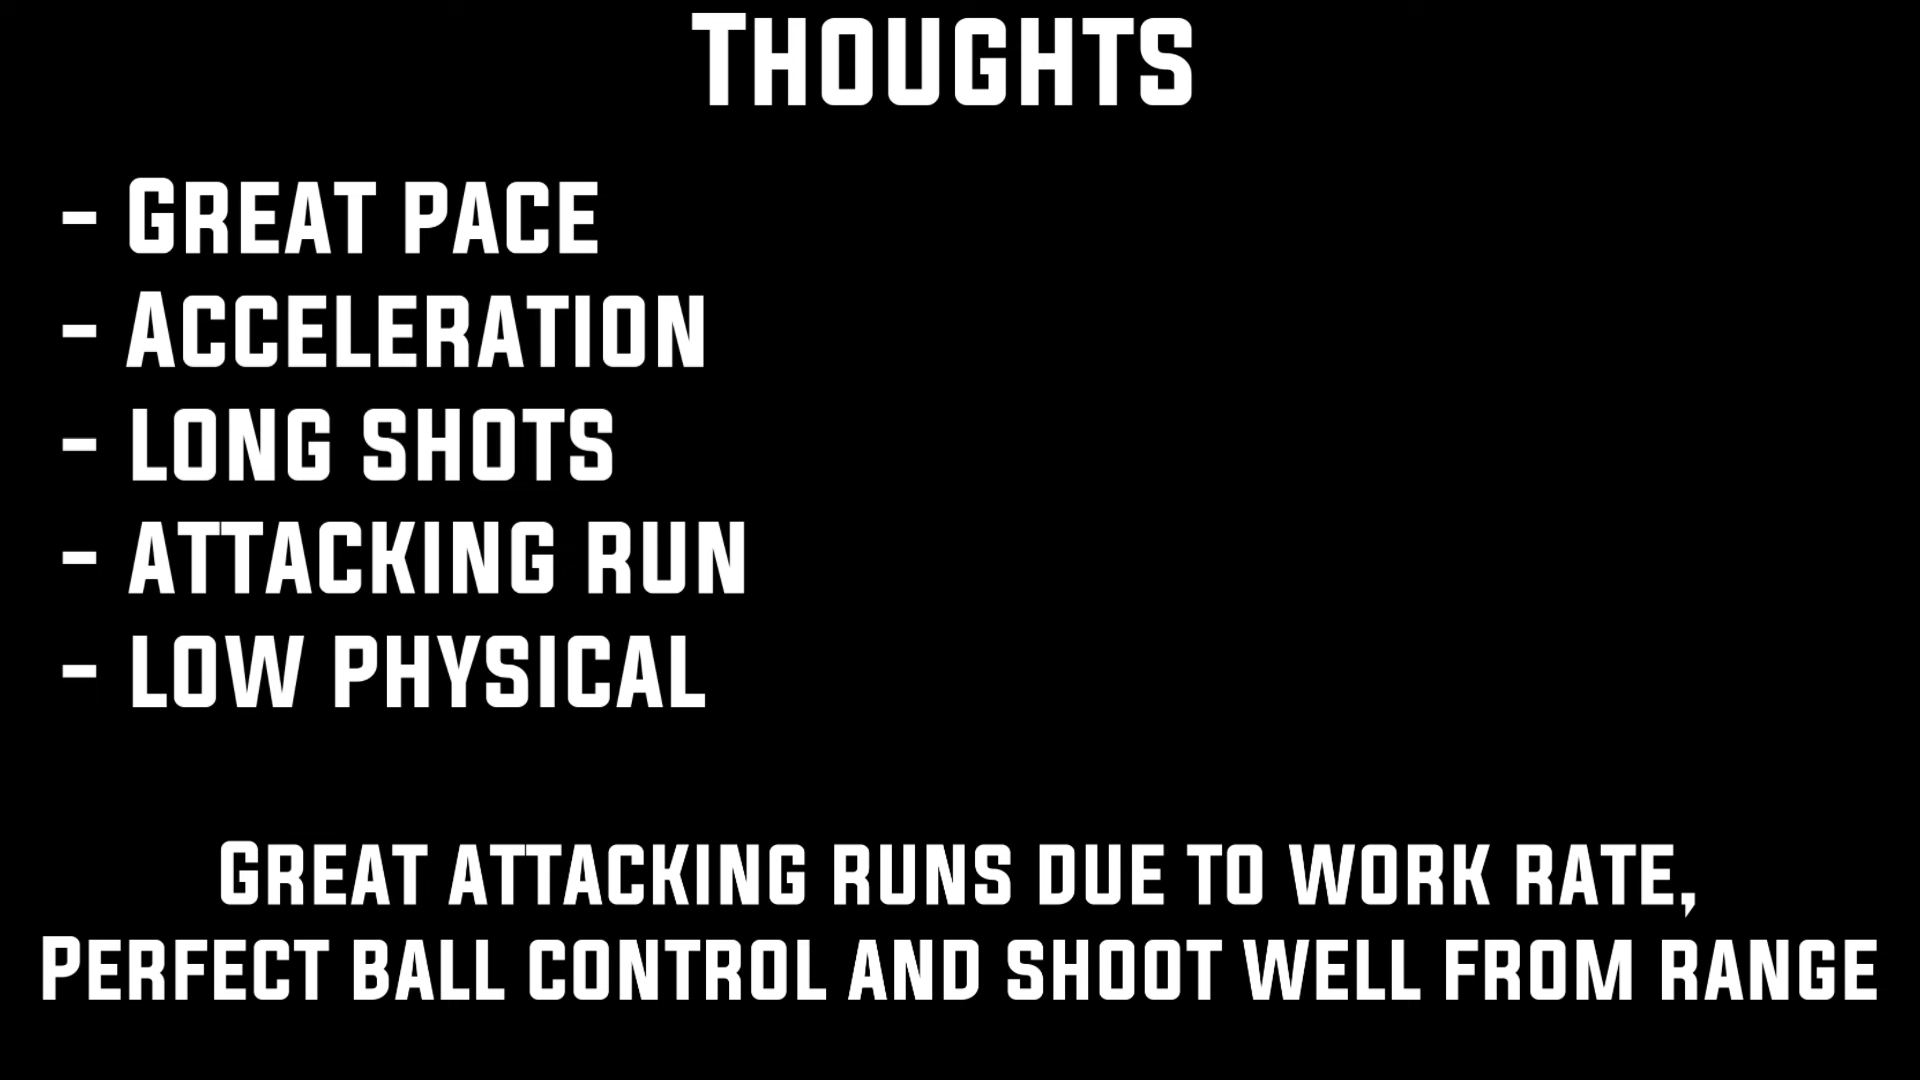 Thoughts
- Great pace
- Acceleration
- long shots
- attacking run
- low physical
Great attacking runs due to work rate,
Perfect ball control and shoot well from range